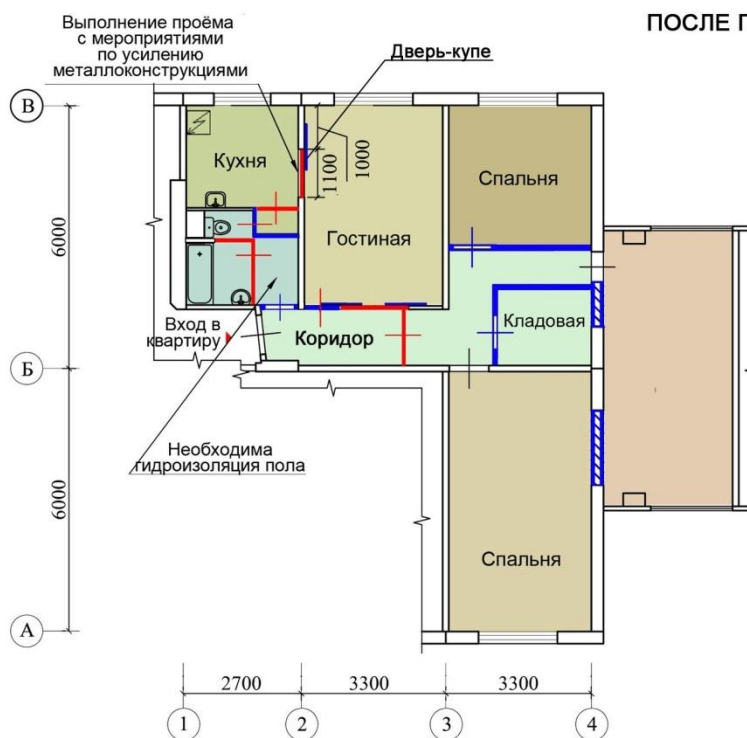 ПОСЛЕ П
Выполнение проёма
с мероприятиями
по усилению
металлоконструкциями
Дверь-купе
В
6000
Кухня
1100
1000
Спальня
Гостиная
Кладовая
Вход в
квартиру
Коридор
Б
Необходима
гидроизоляция пола
6000
Спальня
А
2700
3300
3300
1
2
3
4